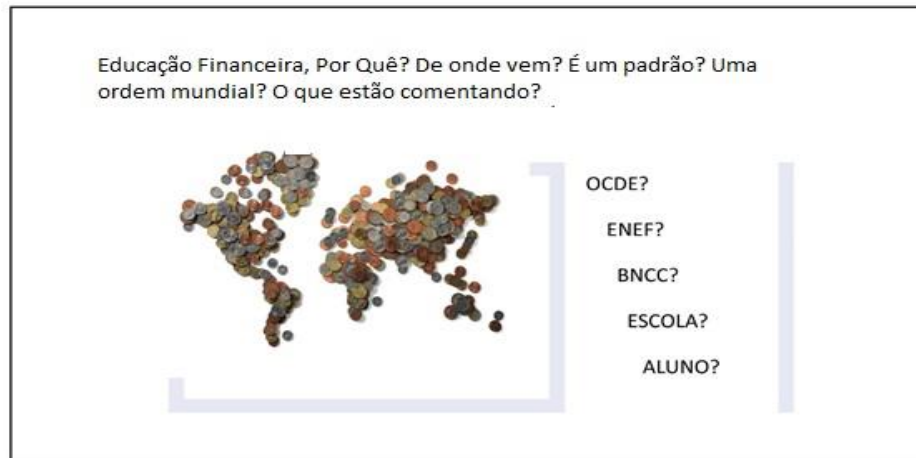 Educação Financeira, Por Quê? De onde vem? É um padrão? Uma
ordem mundial? O que estão comentando?
OCDE?
ENEF?
BNCC?
ESCOLA?
ALUNO?